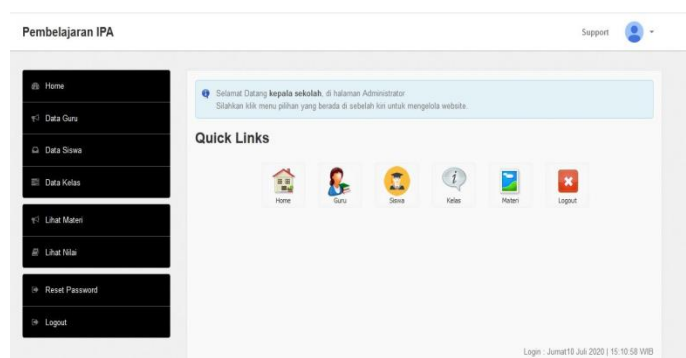 Pembelajaran IPA
Support
Home
Data Guru
Data Siswa
Data Kelas
Lihat Materi
Lihat Nilai
Reset Password
Logout
Selamat Datang kepala sekolah, di halaman Administrator
Silahkan klik menu pilihan yang berada di sebelah kiri untuk mengelola website.
Quick Links
Home Guru Siswa Kelas Materi Logout
Login : Jumat10 Juli 2020 | 15:10:58 WIB